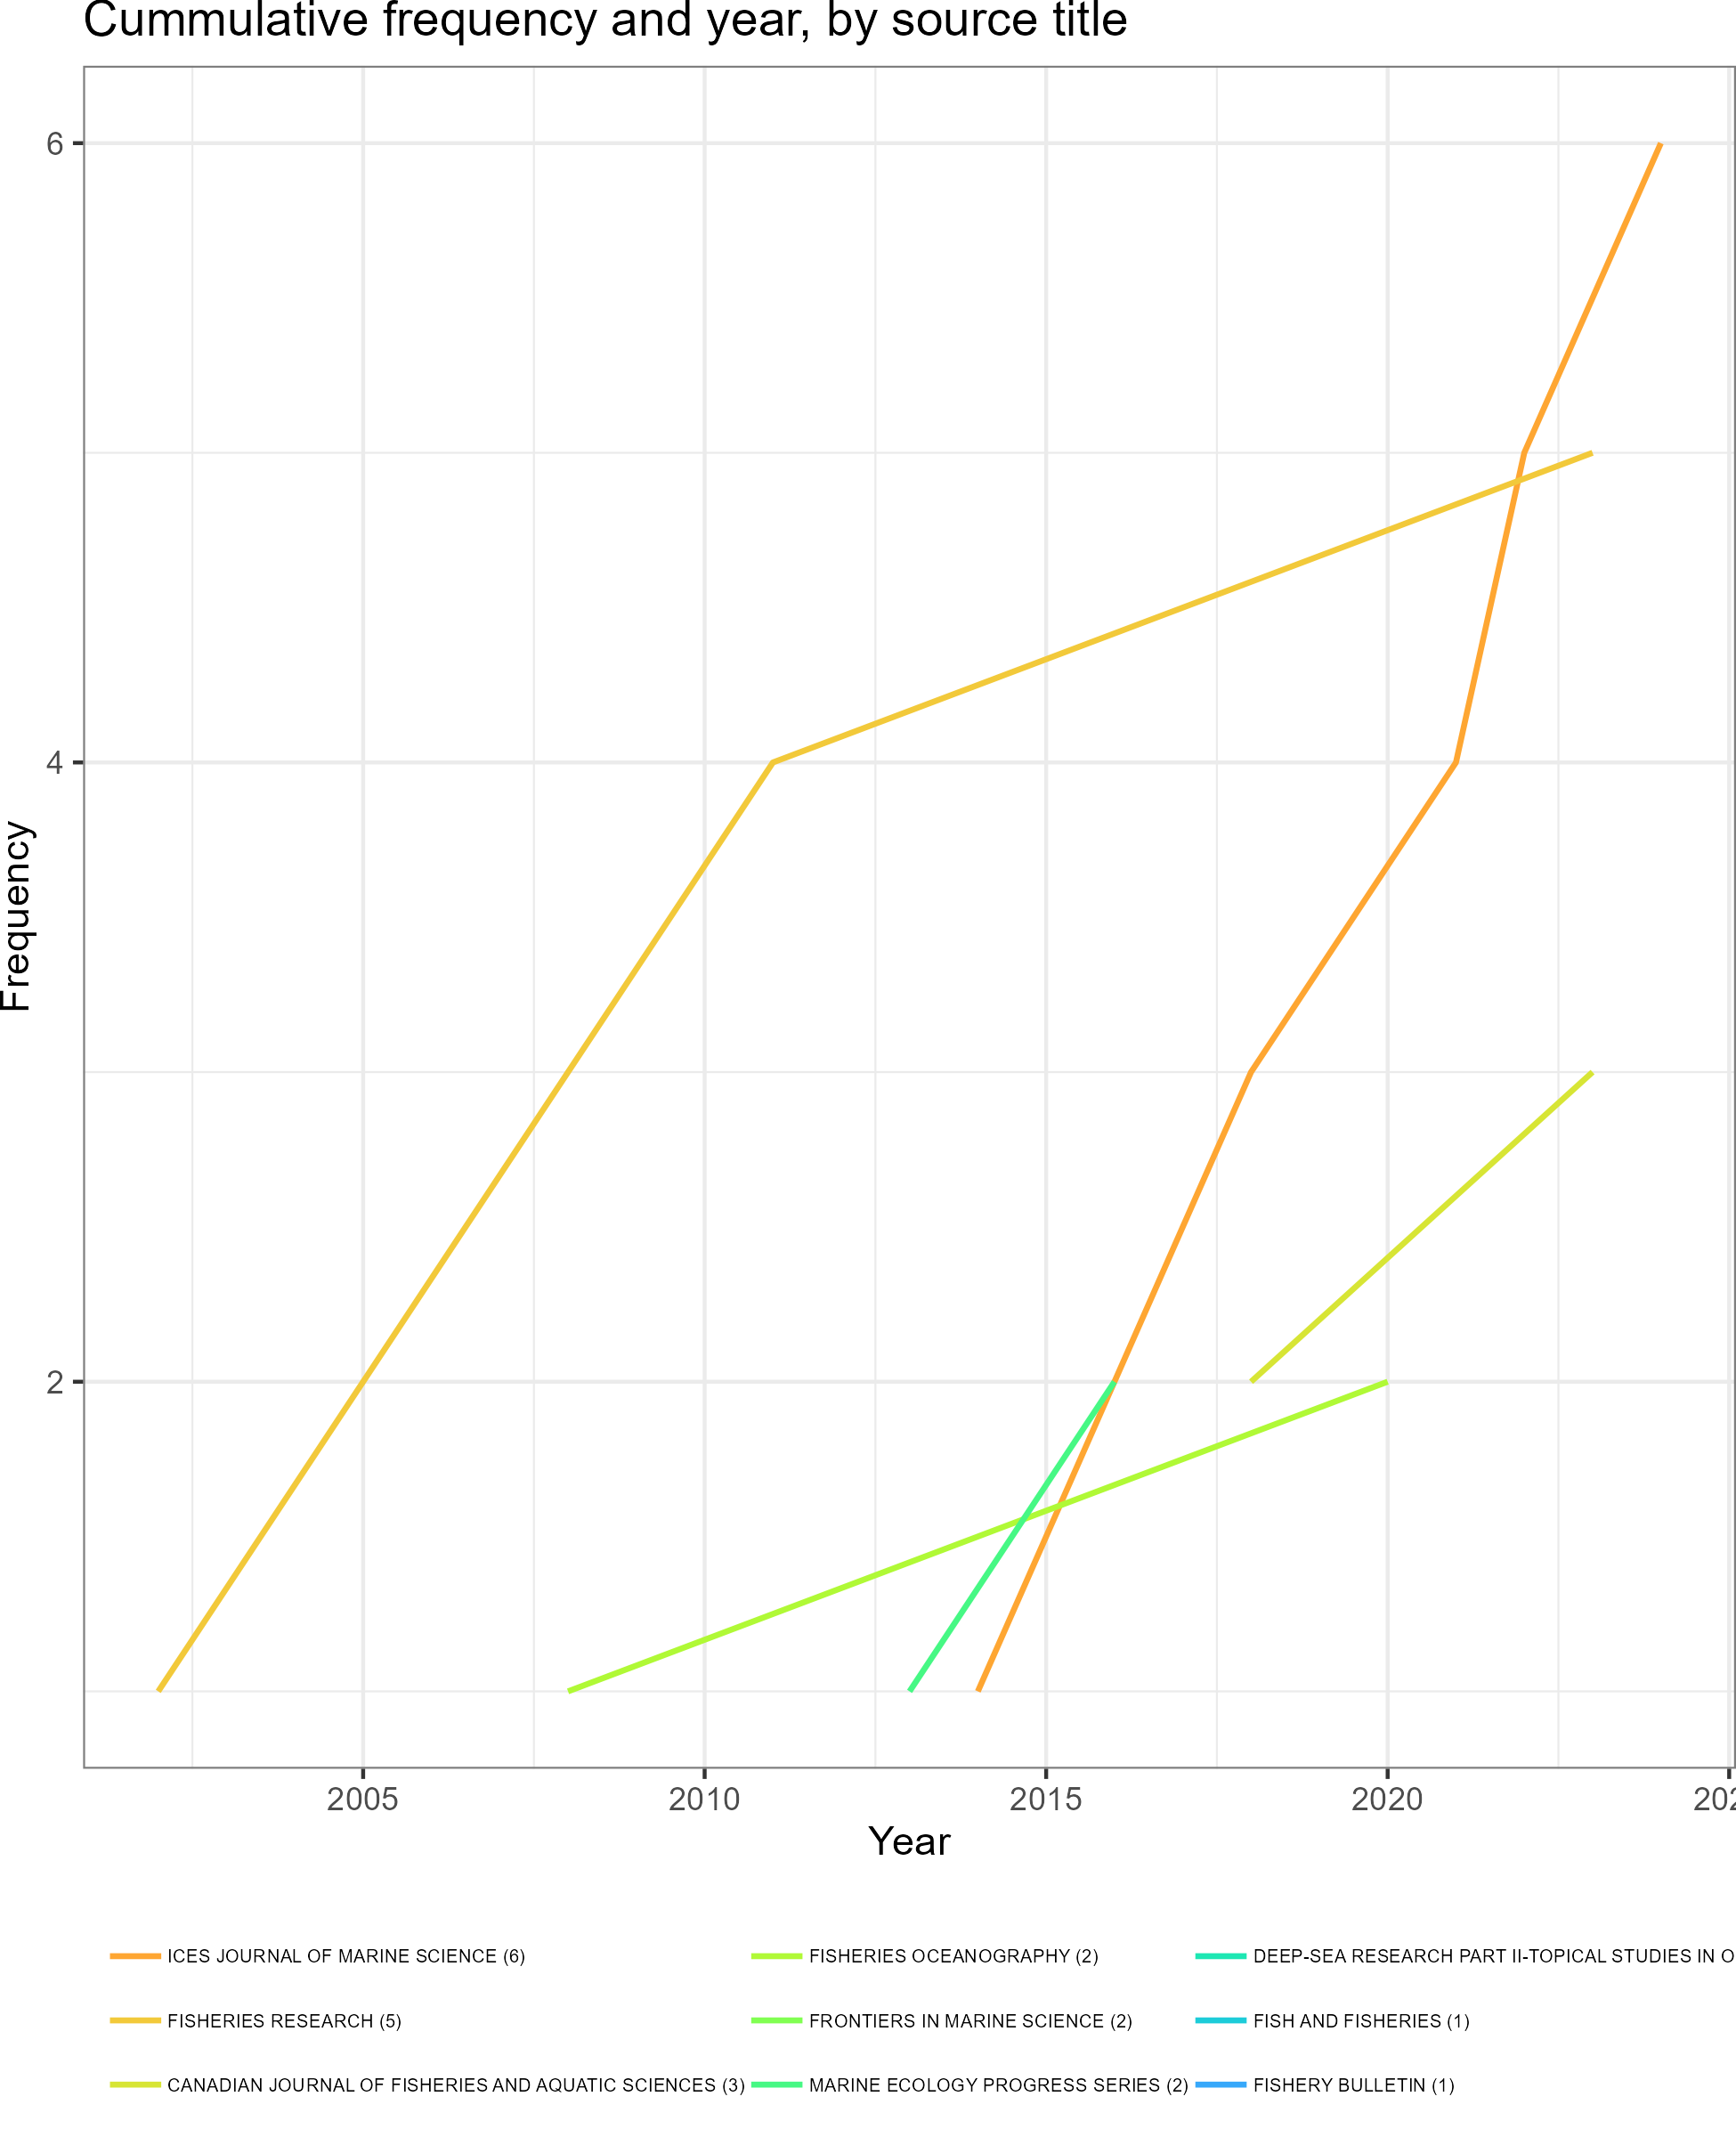 Cummulative frequency and year, by source title
6
4
2
Frequency
2005 2010 2015 2020 202
Year
ICES JOURNAL OF MARINE SCIENCE (6) FISHERIES OCEANOGRAPHY (2) DEEP-SEA RESEARCH PART II-TOPICAL STUDIES IN O
FISHERIES RESEARCH (5) FRONTIERS IN MARINE SCIENCE (2) FISH AND FISHERIES (1)
CANADIAN JOURNAL OF FISHERIES AND AQUATIC SCIENCES (3) MARINE ECOLOGY PROGRESS SERIES (2) FISHERY BULLETIN (1)